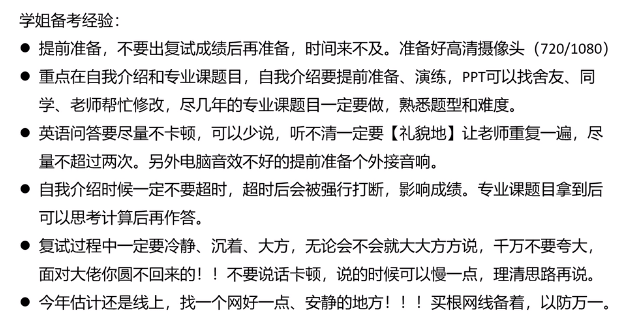 学姐备考经验：
● 提前准备，不要出复试成绩后再准备，时间来不及。准备好高清摄像头（720/1080）
● 重点在自我介绍和专业课题目，自我介绍要提前准备、演练，PPT可以找舍友、同
学、老师帮忙修改，尽几年的专业课题目一定要做，熟悉题型和难度。
● 英语问答要尽量不卡顿，可以少说，听不清一定要【礼貌地】让老师重复一遍，尽
量不超过两次。另外电脑音效不好的提前准备个外接音响。
● 自我介绍时候一定不要超时，超时后会被强行打断，影响成绩。专业课题目拿到后
可以思考计算后再作答。
● 复试过程中一定要冷静、沉着、大方，无论会不会就大大方方说，千万不要夸大，
面对大佬你圆不回来的！！不要说话卡顿，说的时候可以慢一点，理清思路再说。
● 今年估计还是线上，找一个网好一点、安静的地方！！！买根网线备着，以防万一。